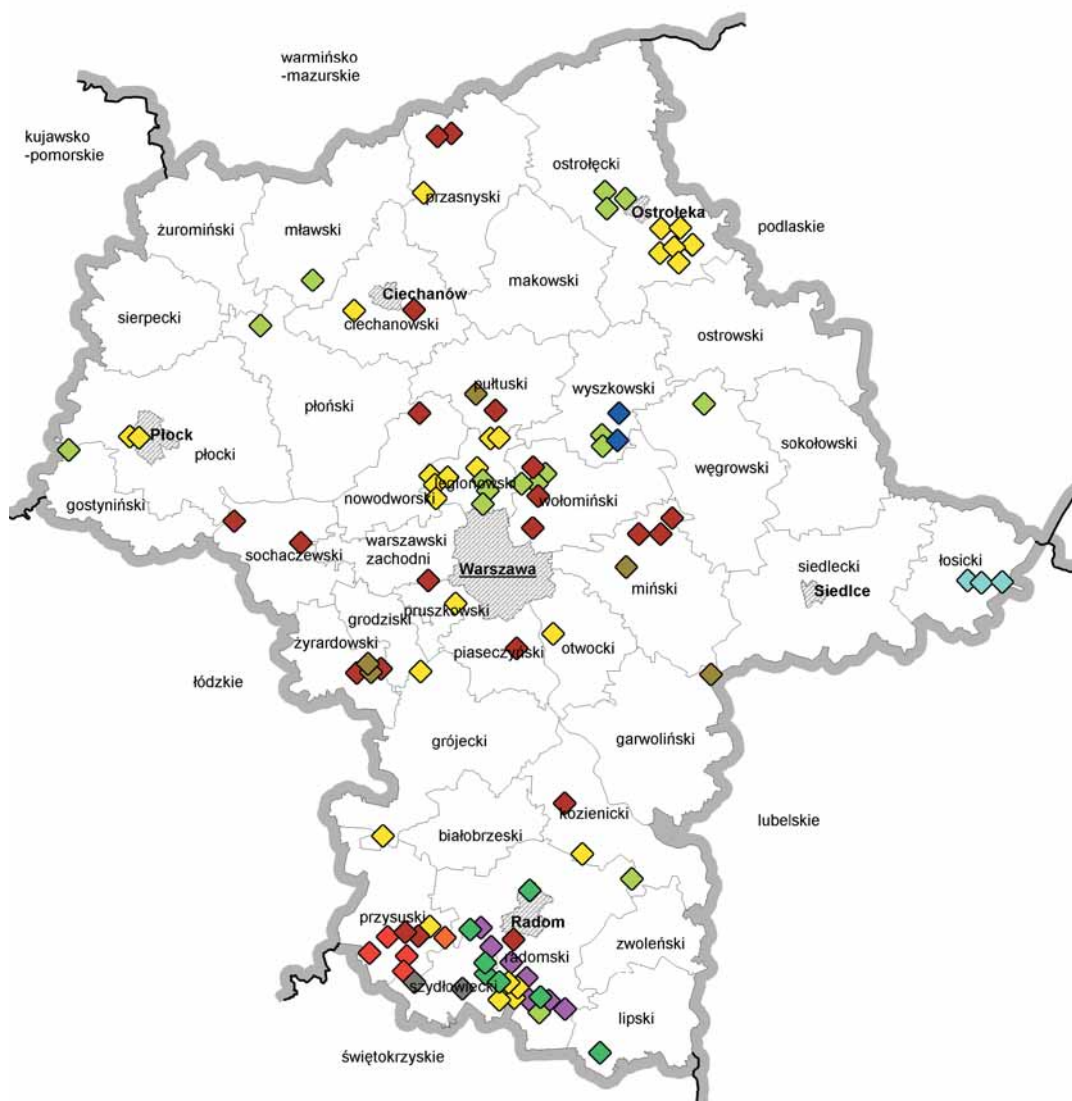 warmińsko
-mazurskie
kujawsko
-pomorskie
ostrołęcki
przasnyski
Ostrołeka
podlaskie
żuromiński
mławski
makowski
Ciechanów
sierpecki
ciechanowski
ostrowski
pułtuski
wyszkowski
płoński
Płock
sokołowski
płocki
węgrowski
legionowski
gostyniński
nowodworski
wołomiński
warszawski
zachodni
sochaczewski
Warszawa
siedlecki
łosicki
miński
Siedlce
pruszkowski
grodziski
żyrardowski
piaseczyński
otwocki
łódzkie
grójecki
garwoliński
kozienicki
lubelskie
białobrzeski
przysuski
Radom
zwoleński
radomski
szydłowiecki
lipski
świętokrzyskie